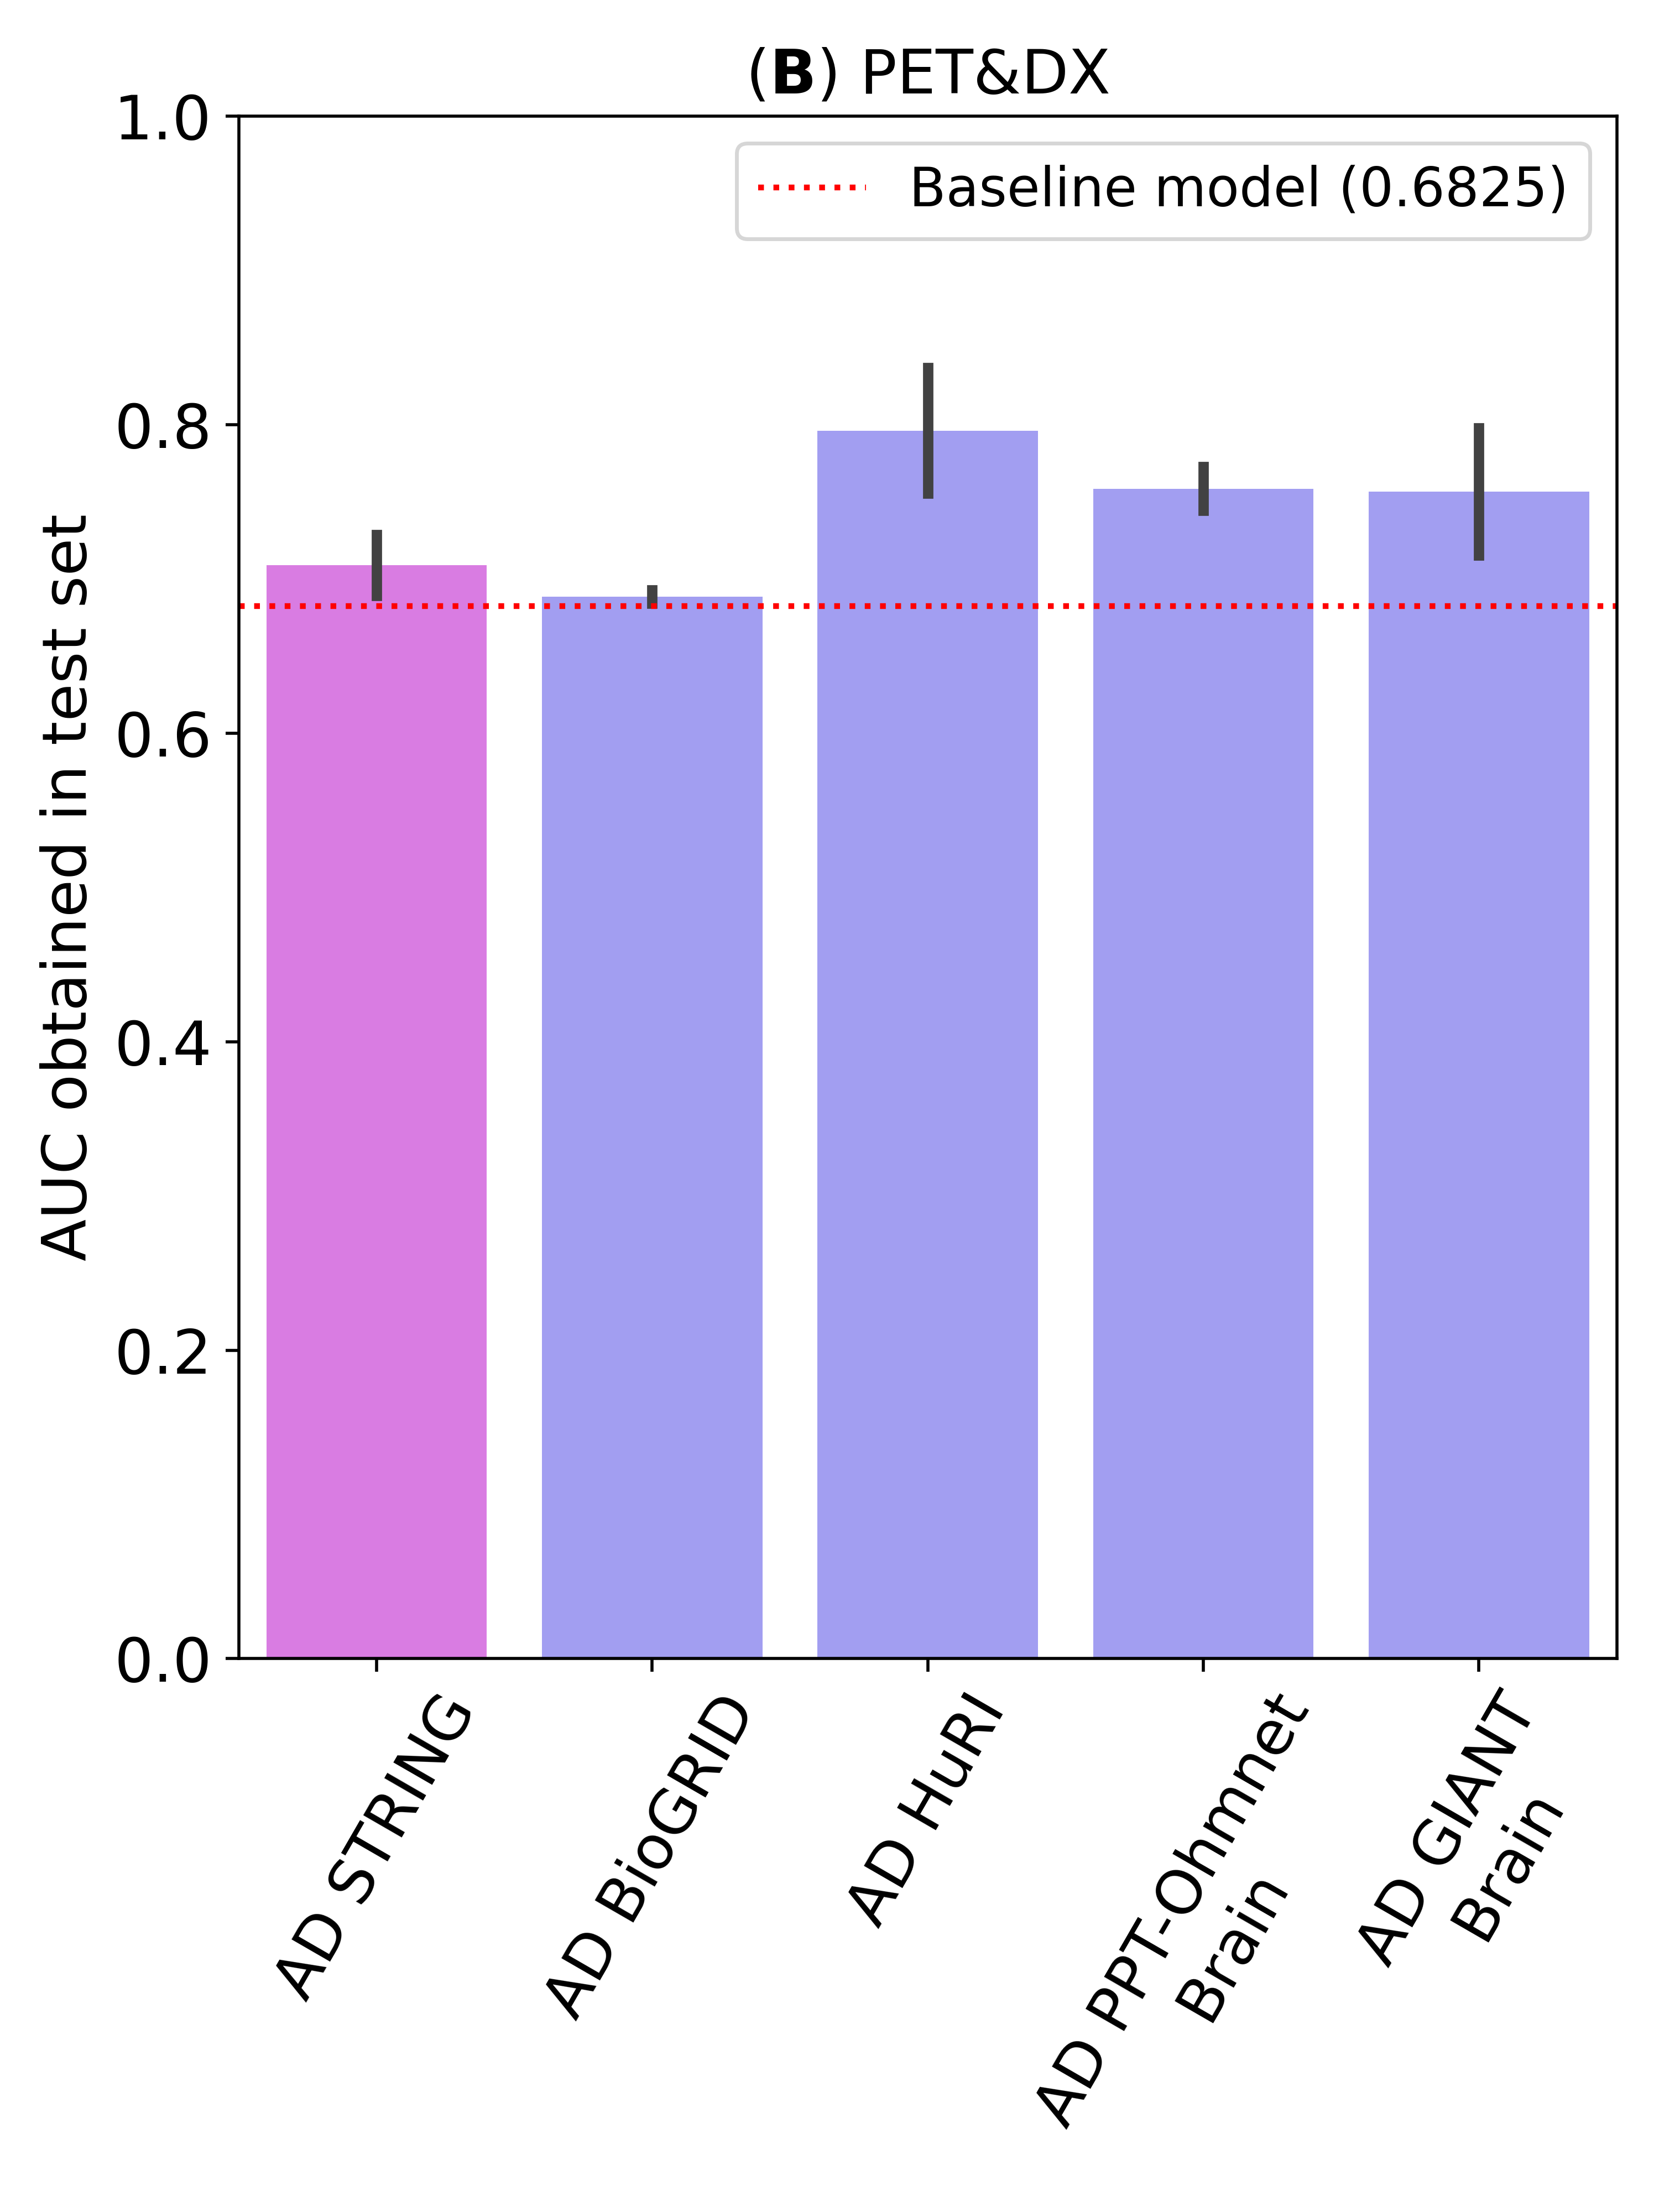 (B) PET&DX
Baseline model (0.6825)
AUC obtained in test set
1.0
0.8
0.6
0.4
0.2
0.0
AD STRING
AD BioGRID
AD HuRI
AD PPT-Ohmnet
Brain
AD GIANT
Brain